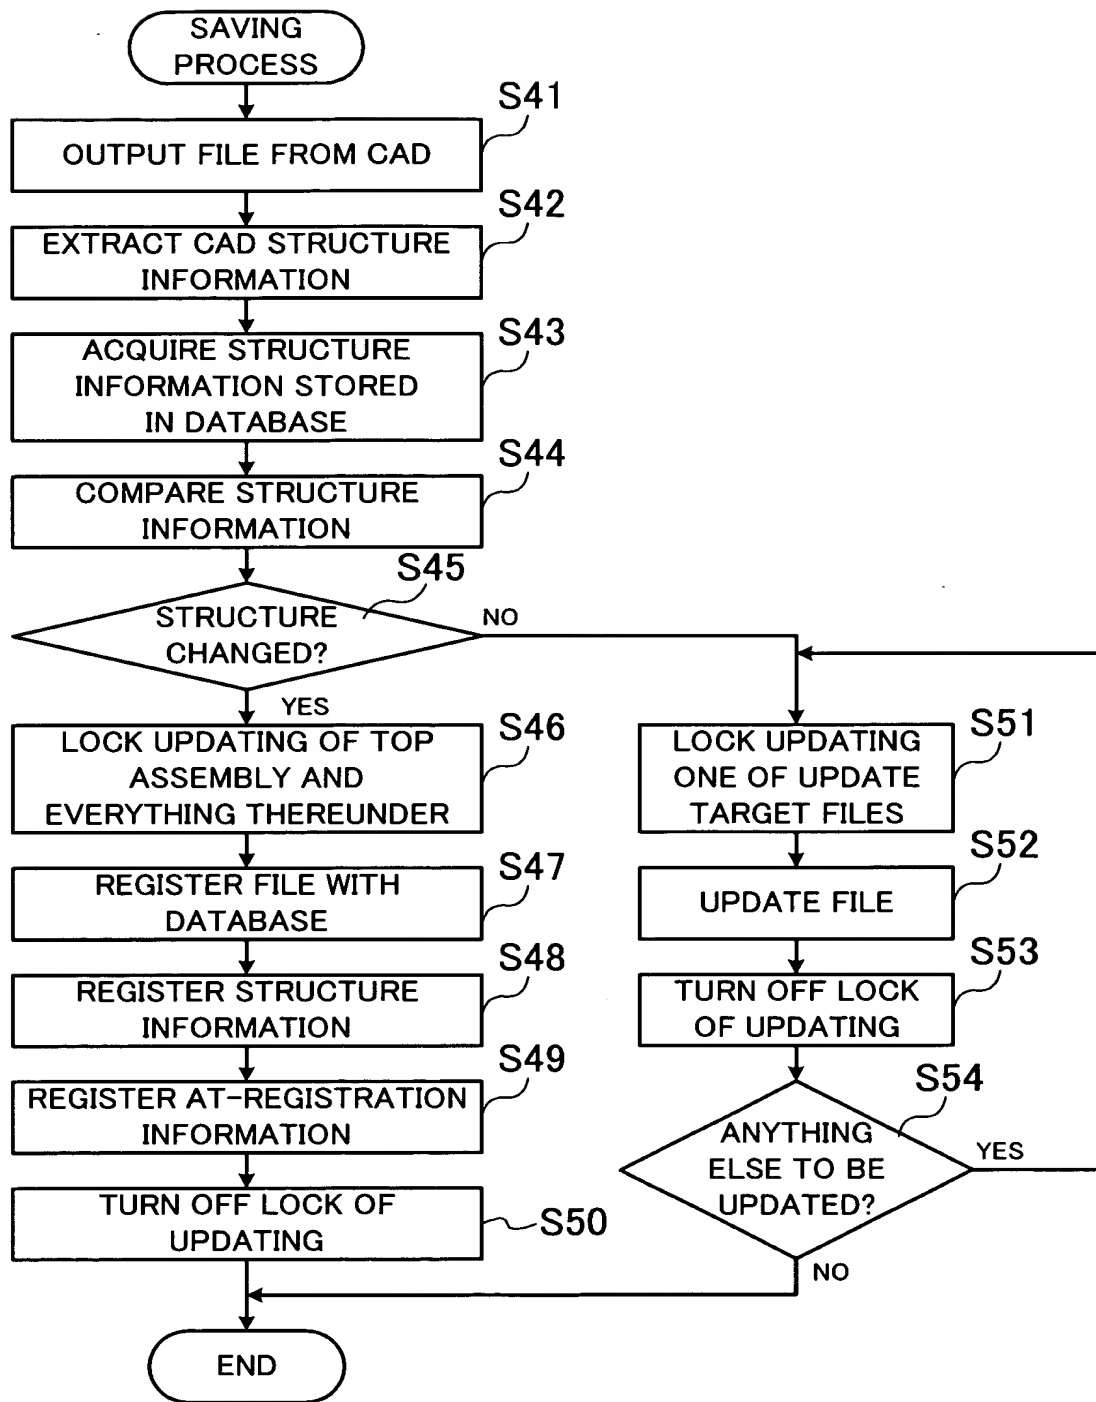 SAVING
PROCESS
S41
OUTPUT FILE FROM CAD
S42
EXTRACT CAD STRUCTURE
INFORMATION
S43
ACQUIRE STRUCTURE
INFORMATION STORED
IN DATABASE
S44
COMPARE STRUCTURE
INFORMATION
S45
STRUCTURE
CHANGED?
NO
YES
S46
LOCK UPDATING OF TOP
ASSEMBLY AND
EVERYTHING THEREUNDER
S47
REGISTER FILE WITH
DATABASE
S48
REGISTER STRUCTURE
INFORMATION
S49
REGISTER AT-REGISTRATION
INFORMATION
TURN OFF LOCK OF
UPDATING
S50
S51
LOCK UPDATING
ONE OF UPDATE
TARGET FILES
S52
UPDATE FILE
S53
TURN OFF LOCK
OF UPDATING
S54
ANYTHING
ELSE TO BE
UPDATED?
YES
NO
END